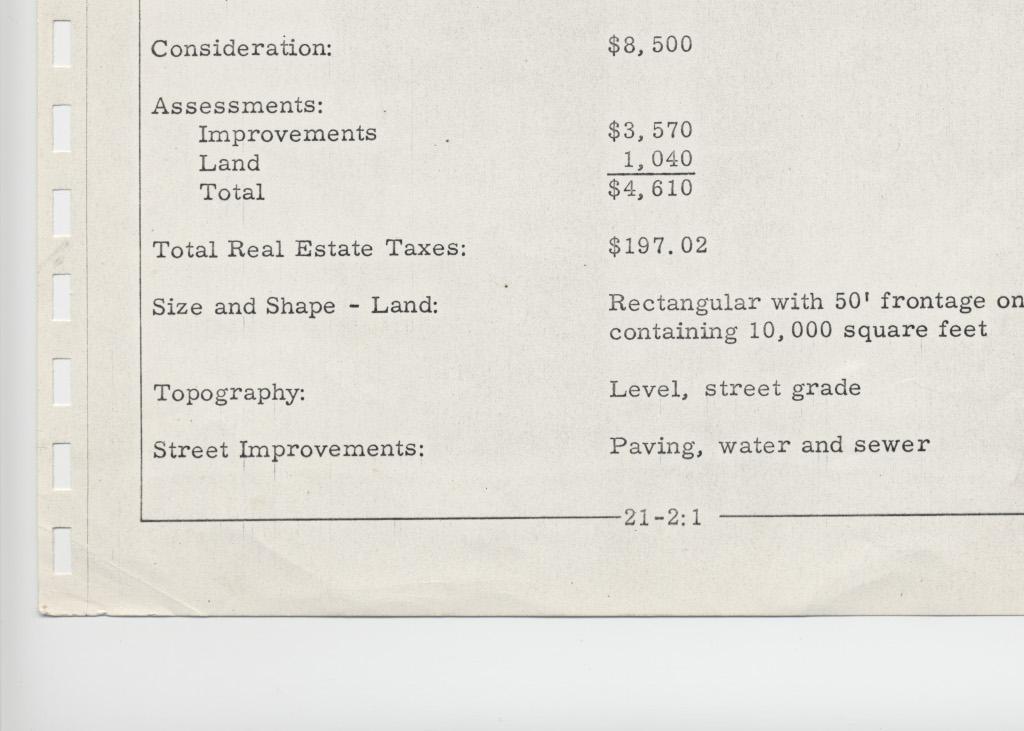 Consideration: $8,500
Assessments:
Improvements $3,570
Land 1,040
Total $4,610
Total Real Estate Taxes: $197.02
Size and Shape - Land: Rectangular with 50' frontage on
containing 10,000 square feet
Topography: Level, street grade
Street Improvements: Paving, water and sewer
21-2:1